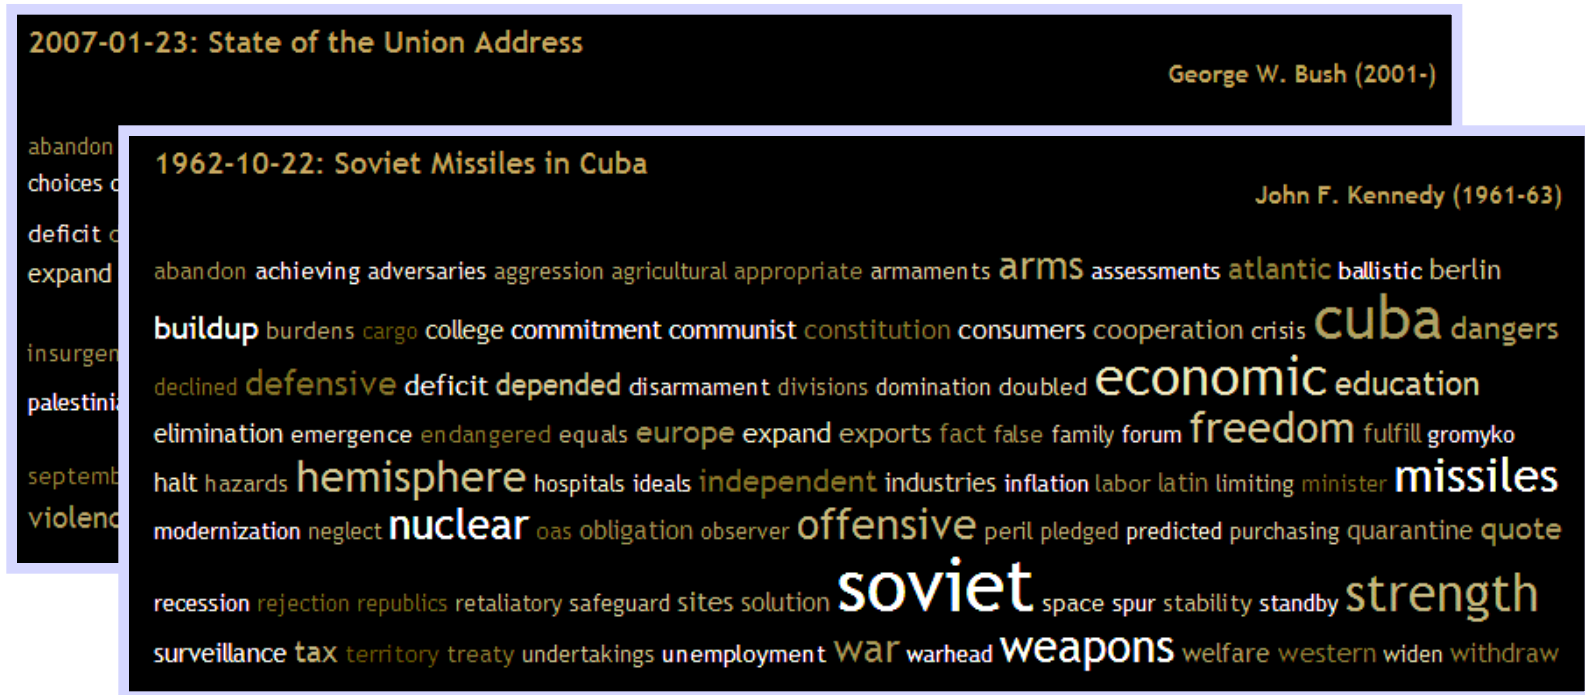 2007-01-23: State of the Union Address
George W. Bush (2001-)
abandon
choices
deficit
expand
insurgen
palestini
septemb
violenc
1962-10-22: Soviet Missiles in Cuba
John F. Kennedy (1961-63)
abandon achieving adversaries aggression agricultural appropriate armaments arms assessments atlantic ballistic berlin
buildup burdens cargo college commitment communist constitution consumers cooperation crisis cuba dangers
declined defensive deficit depended disarmament divisions domination doubled economic education
elimination emergence endangered equals europe expand exports fact false family forum freedom fulfill gromyko
halt hazards hemisphere hospitals ideals independent industries inflation labor latin limiting minister missiles
modernization neglect nuclear oas obligation observer offensive peril pledged predicted purchasing quarantine quote
recession rejection republics retaliatory safeguard sites solution soviet space spur stability standby strength
surveillance tax territory treaty undertakings unemployment war warhead weapons welfare western widen withdraw